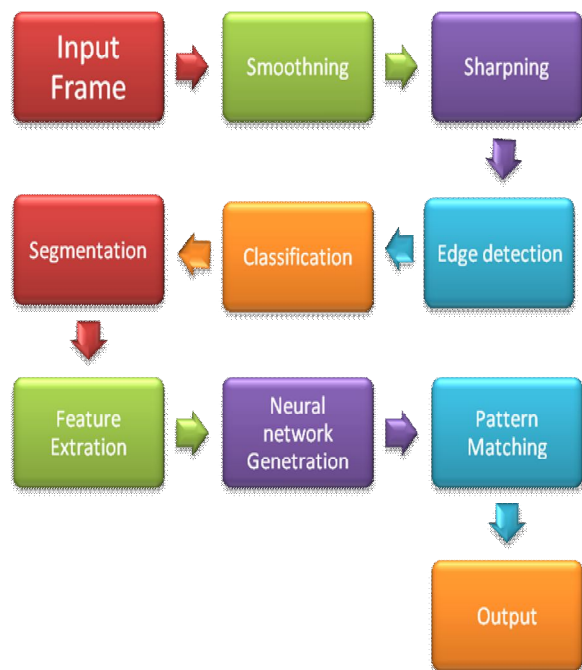 Input
Frame
Smoothning
Sharpning
Edge detection
Classification
Segmentation
Feature
Extration
Neural
network
Genetration
Pattern
Matching
Output